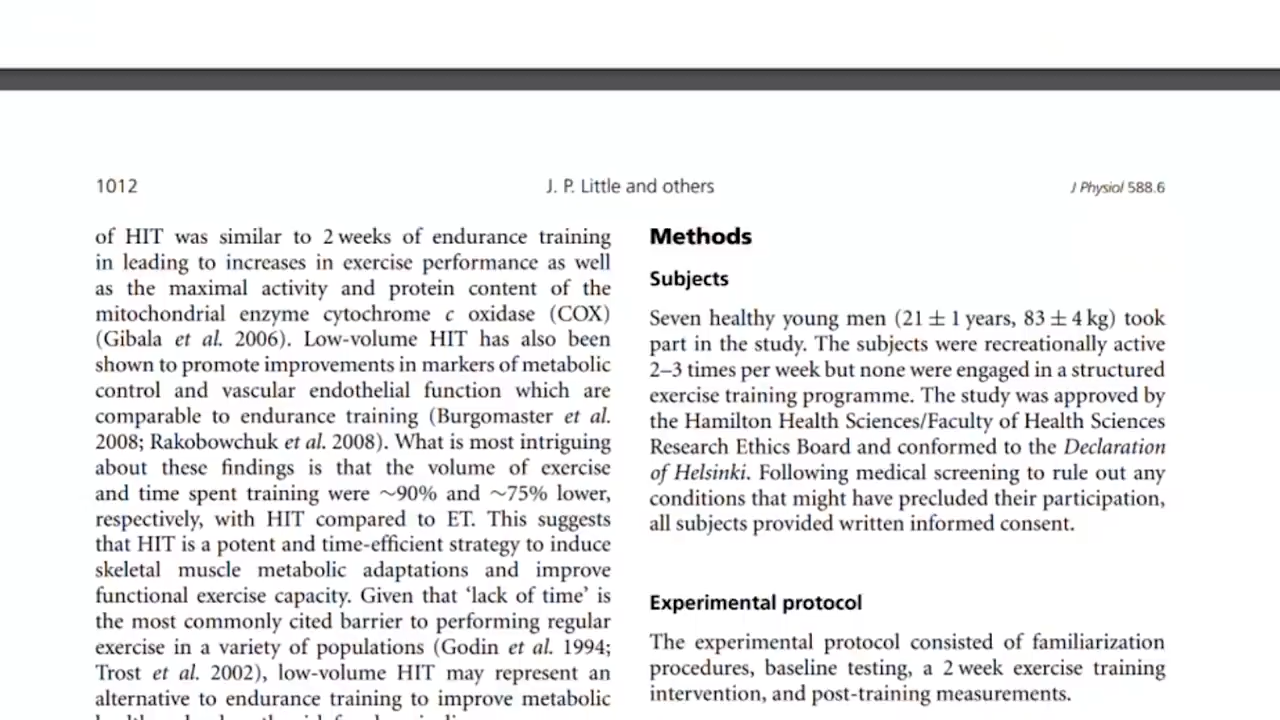 1012
J. P. Little and others
J Physiol 588.6
of HIT was similar to 2 weeks of endurance training
in leading to increases in exercise performance as well
as the maximal activity and protein content of the
mitochondrial enzyme cytochrome c oxidase (COX)
(Gibala et al. 2006). Low-volume HIT has also been
shown to promote improvements in markers of metabolic
control and vascular endothelial function which are
comparable to endurance training (Burgomaster et al.
2008; Rakobowchuk et al. 2008). What is most intriguing
about these findings is that the volume of exercise
and time spent training were ~90% and ~75% lower,
respectively, with HIT compared to ET. This suggests
that HIT is a potent and time-efficient strategy to induce
skeletal muscle metabolic adaptations and improve
functional exercise capacity. Given that ‘lack of time’ is
the most commonly cited barrier to performing regular
exercise in a variety of populations (Godin et al. 1994;
Trost et al. 2002), low-volume HIT may represent an
alternative to endurance training to improve metabolic
Methods
Subjects
Seven healthy young men (21 ± 1 years, 83 ± 4 kg) took
part in the study. The subjects were recreationally active
2–3 times per week but none were engaged in a structured
exercise training programme. The study was approved by
the Hamilton Health Sciences/Faculty of Health Sciences
Research Ethics Board and conformed to the Declaration
of Helsinki. Following medical screening to rule out any
conditions that might have precluded their participation,
all subjects provided written informed consent.
Experimental protocol
The experimental protocol consisted of familiarization
procedures, baseline testing, a 2 week exercise training
intervention, and post-training measurements.